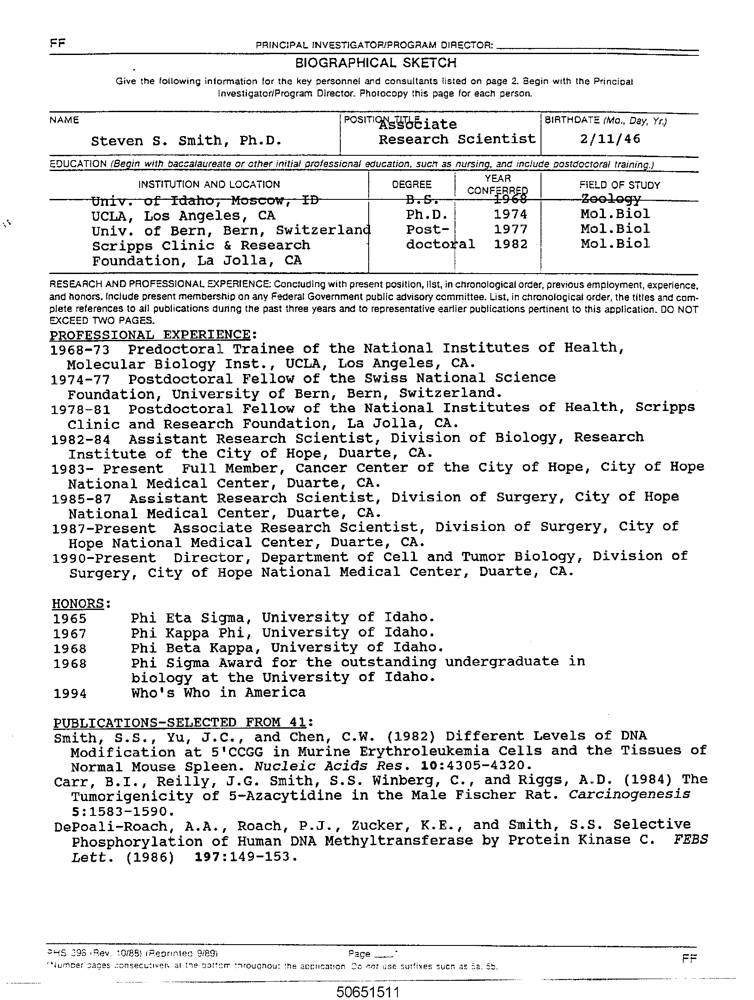 FF
PRINCIPAL INVESTIGATOR/PROGRAM DIRECTOR:
BIOGRAPHICAL SKETCH
Give the following information for the key personnel and consultants listed on page 2. Begin with the Principal
Investigator/Program Director. Photocopy this page for each person.
NAME POSITION TITLE BIRTHDATE (Mo., Day, Yr.)
Associate
Steven S. Smith, Ph.D. Research Scientist 2/11/46
EDUCATION (Begin with baccalaureate or other initial professional education, such as nursing, and include postdoctoral training.)
INSTITUTION AND LOCATION DEGREE YEAR CONFERRED FIELD OF STUDY
Univ. of Idaho, Moscow, ID B.S. 1968 Zoology
UCLA, Los Angeles, CA Ph.D. 1974 Mol.Biol
Univ. of Bern, Bern, Switzerland Post- 1977 Mol.Biol
Scripps Clinic & Research doctoral 1982 Mol.Biol
Foundation, La Jolla, CA
RESEARCH AND PROFESSIONAL EXPERIENCE: Concluding with present position, list, in chronological order, previous employment, experience,
and honors. Include present membership on any Federal Government public advisory committee. List, in chronological order, the titles and com-
plete references to all publications during the past three years and to representative earlier publications pertinent to this application. DO NOT
EXCEED TWO PAGES.
PROFESSIONAL EXPERIENCE:
1968-73 Predoctoral Trainee of the National Institutes of Health,
Molecular Biology Inst., UCLA, Los Angeles, CA.
1974-77 Postdoctoral Fellow of the Swiss National Science
Foundation, University of Bern, Bern, Switzerland.
1978-81 Postdoctoral Fellow of the National Institutes of Health, Scripps
Clinic and Research Foundation, La Jolla, CA.
1982-84 Assistant Research Scientist, Division of Biology, Research
Institute of the City of Hope, Duarte, CA.
1983- Present Full Member, Cancer Center of the City of Hope, City of Hope
National Medical Center, Duarte, CA.
1985-87 Assistant Research Scientist, Division of Surgery, City of Hope
National Medical Center, Duarte, CA.
1987-Present Associate Research Scientist, Division of Surgery, City of
Hope National Medical Center, Duarte, CA.
1990-Present Director, Department of Cell and Tumor Biology, Division of
Surgery, City of Hope National Medical Center, Duarte, CA.
HONORS:
1965 Phi Eta Sigma, University of Idaho.
1967 Phi Kappa Phi, University of Idaho.
1968 Phi Beta Kappa, University of Idaho.
1968 Phi Sigma Award for the outstanding undergraduate in
biology at the University of Idaho.
1994 Who's Who in America
PUBLICATIONS-SELECTED FROM 41:
Smith, S.S., Yu, J.C., and Chen, C.W. (1982) Different Levels of DNA
Modification at 5'CCGG in Murine Erythroleukemia Cells and the Tissues of
Normal Mouse Spleen. Nucleic Acids Res. 10:4305-4320.
Carr, B.I., Reilly, J.G. Smith, S.S. Winberg, C., and Riggs, A.D. (1984) The
Tumorigenicity of 5-Azacytidine in the Male Fischer Rat. Carcinogenesis
5:1583-1590.
DePoali-Roach, A.A., Roach, P.J., Zucker, K.E., and Smith, S.S. Selective
Phosphorylation of Human DNA Methyltransferase by Protein Kinase C. FEBS
Lett. (1986) 197:149-153.
PHS 398 (Rev. 10/88) (Reprinted 9/89) Page ____* FF
*Number pages consecutively at the bottom throughout the application. Do not use suffixes such as 5a, 5b.
50651511